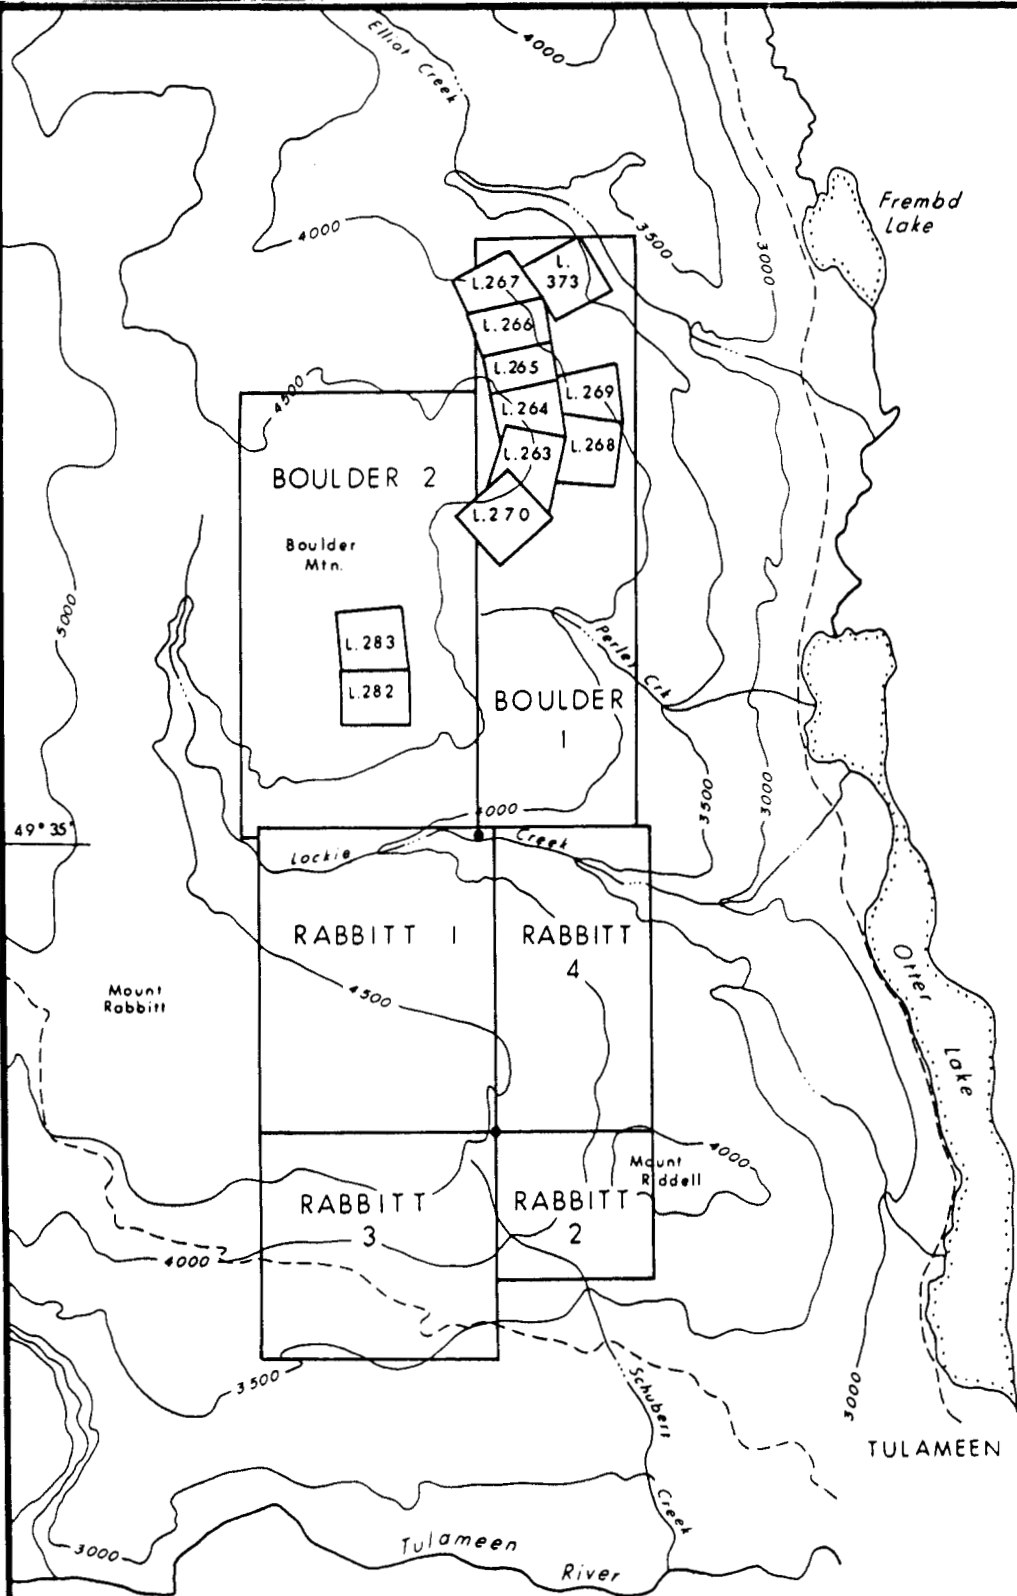 Elliot Creek
4000
Frembd
Lake
4000
3500
3000
L.
373
L.267
L.266
L.265
L.269
L.264
4500
L.268
L.263
BOULDER 2
L.270
Boulder
Mtn.
5000
L.283
Perley Crk
L.282
BOULDER
1
3500
3000
4000
49° 35'
Lockie
Creek
RABBITT 1
RABBITT
4
Otter
Lake
Mount
Rabbitt
4500
4000
Mount
Riddell
RABBITT
3
RABBITT
2
4000
3500
Schubert
Creek
3000
TULAMEEN
3000
Tulameen
River